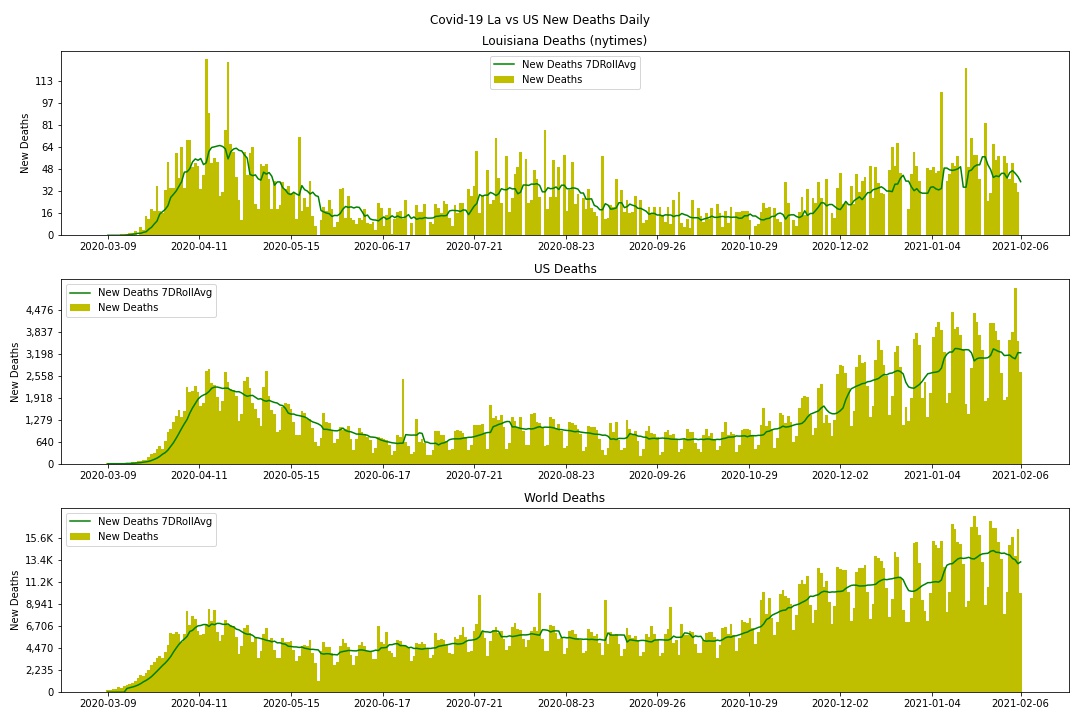 Covid-19 La vs US New Deaths Daily
Louisiana Deaths (nytimes)
New Deaths 7DRollAvg
New Deaths
New Deaths
113
97
81
64
48
32
16
0
2020-03-09 2020-04-11 2020-05-15 2020-06-17 2020-07-21 2020-08-23 2020-09-26 2020-10-29 2020-12-02 2021-01-04 2021-02-06
US Deaths
New Deaths 7DRollAvg
New Deaths
New Deaths
4,476
3,837
3,198
2,558
1,918
1,279
640
0
2020-03-09 2020-04-11 2020-05-15 2020-06-17 2020-07-21 2020-08-23 2020-09-26 2020-10-29 2020-12-02 2021-01-04 2021-02-06
World Deaths
New Deaths 7DRollAvg
New Deaths
New Deaths
15.6K
13.4K
11.2K
8,941
6,706
4,470
2,235
0
2020-03-09 2020-04-11 2020-05-15 2020-06-17 2020-07-21 2020-08-23 2020-09-26 2020-10-29 2020-12-02 2021-01-04 2021-02-06